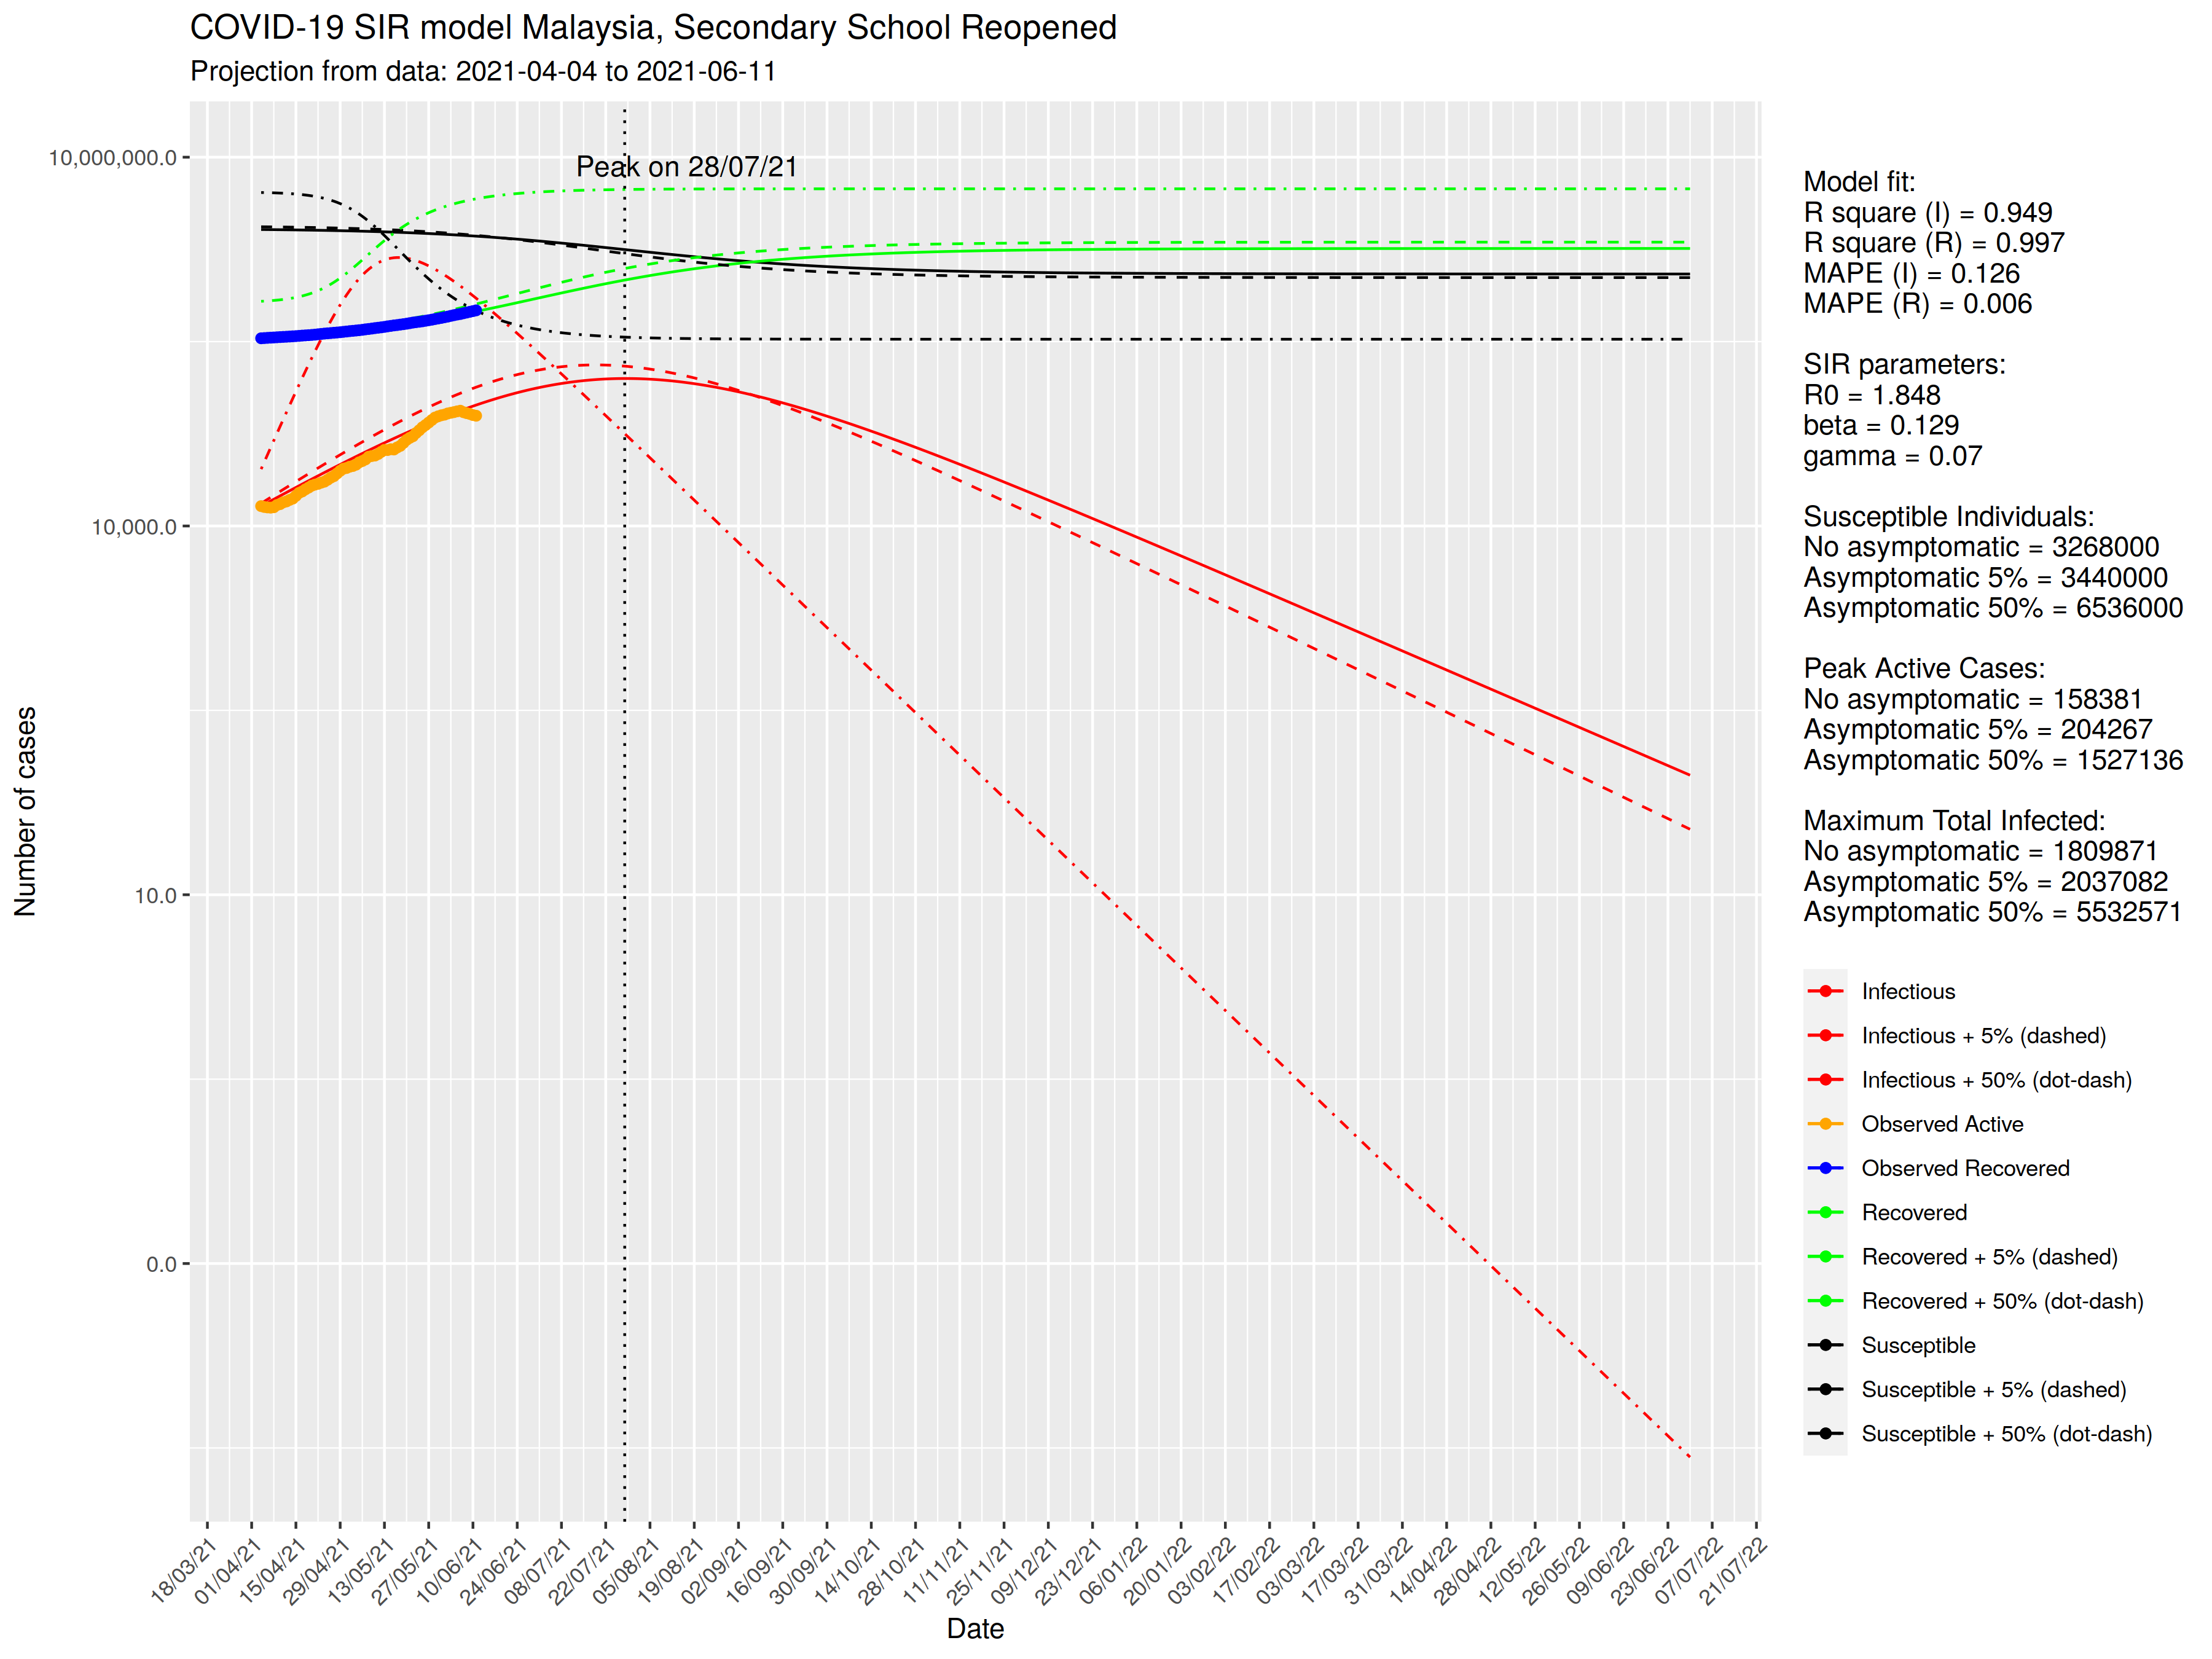 COVID-19 SIR model Malaysia, Secondary School Reopened
Projection from data: 2021-04-04 to 2021-06-11
Peak on 28/07/21
10,000,000.0
10,000.0
10.0
0.0
Number of cases
18/03/21
01/04/21
15/04/21
29/04/21
13/05/21
27/05/21
10/06/21
24/06/21
08/07/21
22/07/21
05/08/21
19/08/21
02/09/21
16/09/21
30/09/21
14/10/21
28/10/21
11/11/21
25/11/21
09/12/21
23/12/21
06/01/22
20/01/22
03/02/22
17/02/22
03/03/22
17/03/22
31/03/22
14/04/22
28/04/22
12/05/22
26/05/22
09/06/22
23/06/22
07/07/22
21/07/22
Date
Model fit:
R square (I) = 0.949
R square (R) = 0.997
MAPE (I) = 0.126
MAPE (R) = 0.006
SIR parameters:
R0 = 1.848
beta = 0.129
gamma = 0.07
Susceptible Individuals:
No asymptomatic = 3268000
Asymptomatic 5% = 3440000
Asymptomatic 50% = 6536000
Peak Active Cases:
No asymptomatic = 158381
Asymptomatic 5% = 204267
Asymptomatic 50% = 1527136
Maximum Total Infected:
No asymptomatic = 1809871
Asymptomatic 5% = 2037082
Asymptomatic 50% = 5532571
Infectious
Infectious + 5% (dashed)
Infectious + 50% (dot-dash)
Observed Active
Observed Recovered
Recovered
Recovered + 5% (dashed)
Recovered + 50% (dot-dash)
Susceptible
Susceptible + 5% (dashed)
Susceptible + 50% (dot-dash)